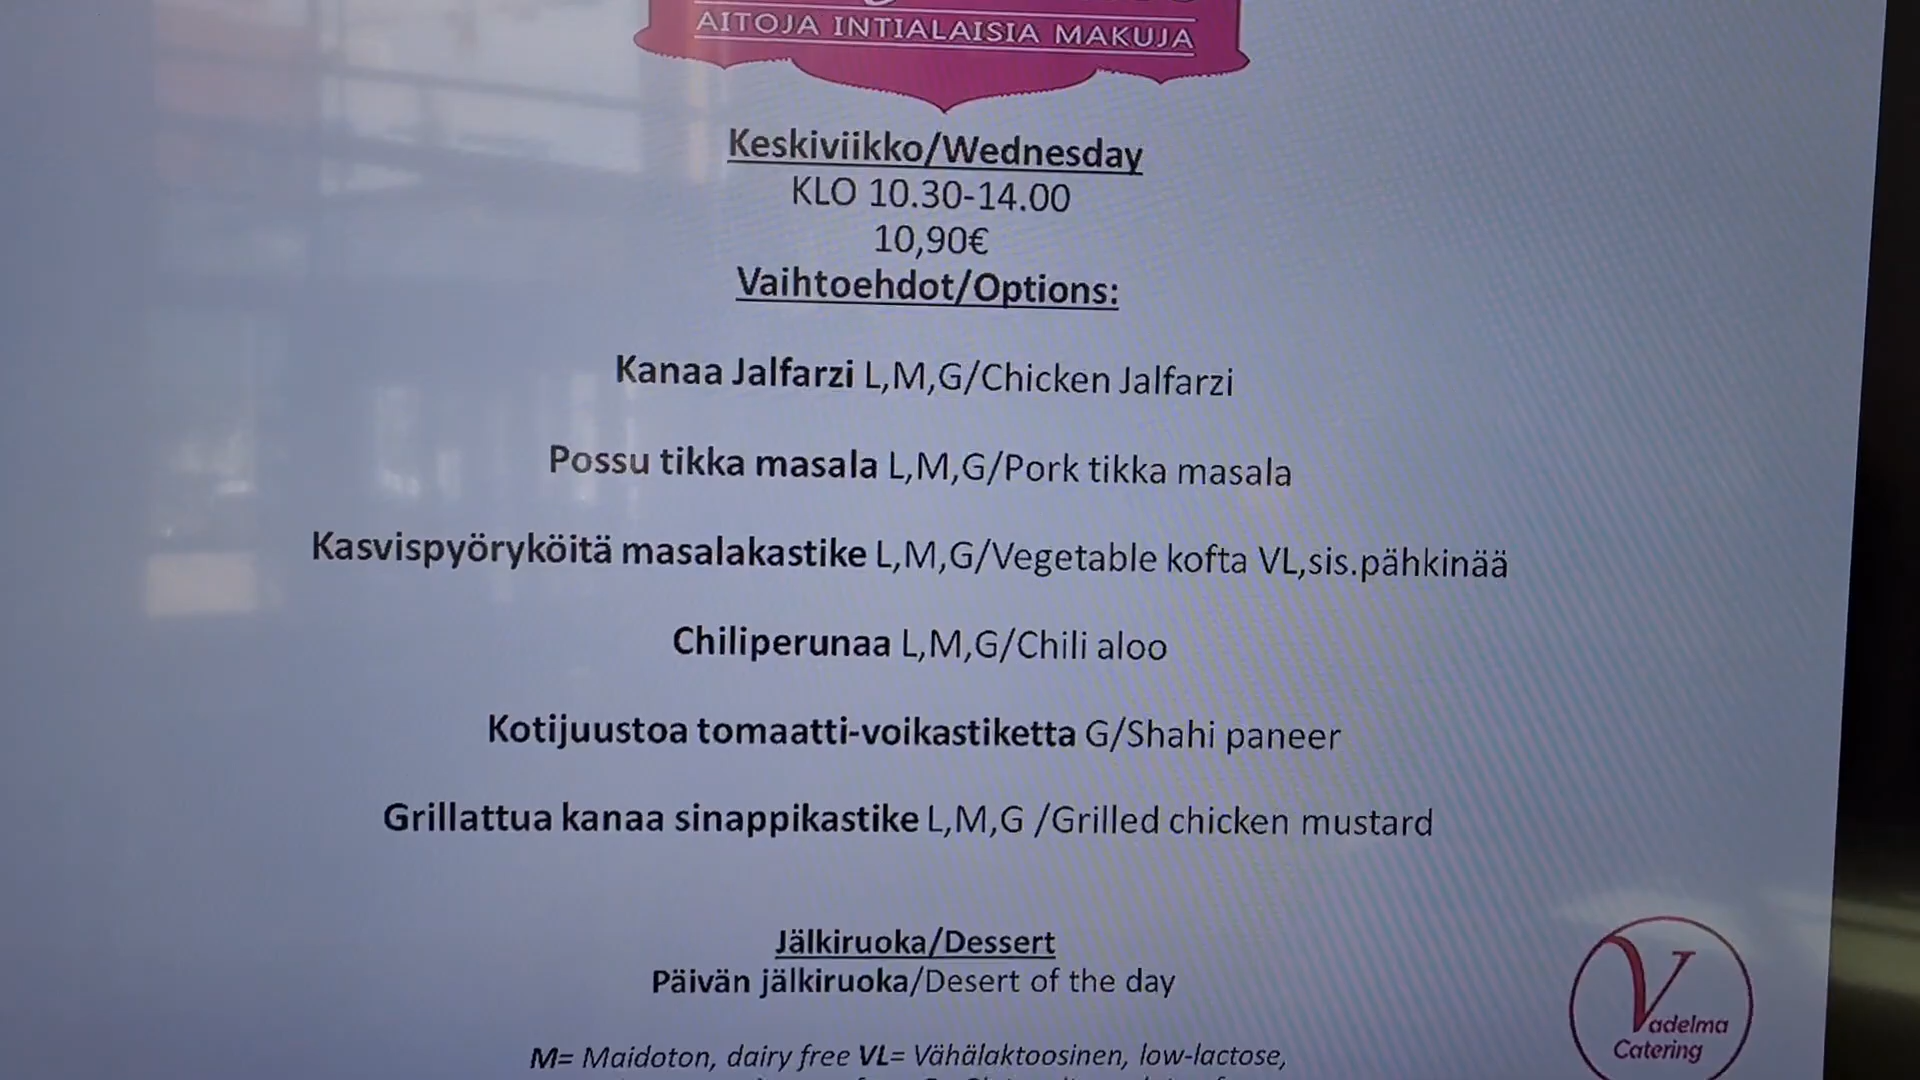 AITOJA INTIALAISIA MAKUJA
Keskiviikko/Wednesday
KLO 10.30-14.00
10,90€
Vaihtoehdot/Options:
Kanaa Jalfarzi L,M,G/Chicken Jalfarzi
Possu tikka masala L,M,G/Pork tikka masala
Kasvispyöryköitä masalakastike L,M,G/Vegetable kofta VL,sis.pähkinää
Chiliperunaa L,M,G/Chili aloo
Kotijuustoa tomaatti-voikastiketta G/Shahi paneer
Grillattua kanaa sinappikastike L,M,G /Grilled chicken mustard
Jälkiruoka/Dessert
Päivän jälkiruoka/Desert of the day
M= Maidoton, dairy free VL= Vähälaktoosinen, low-lactose,
Vadelma
Catering